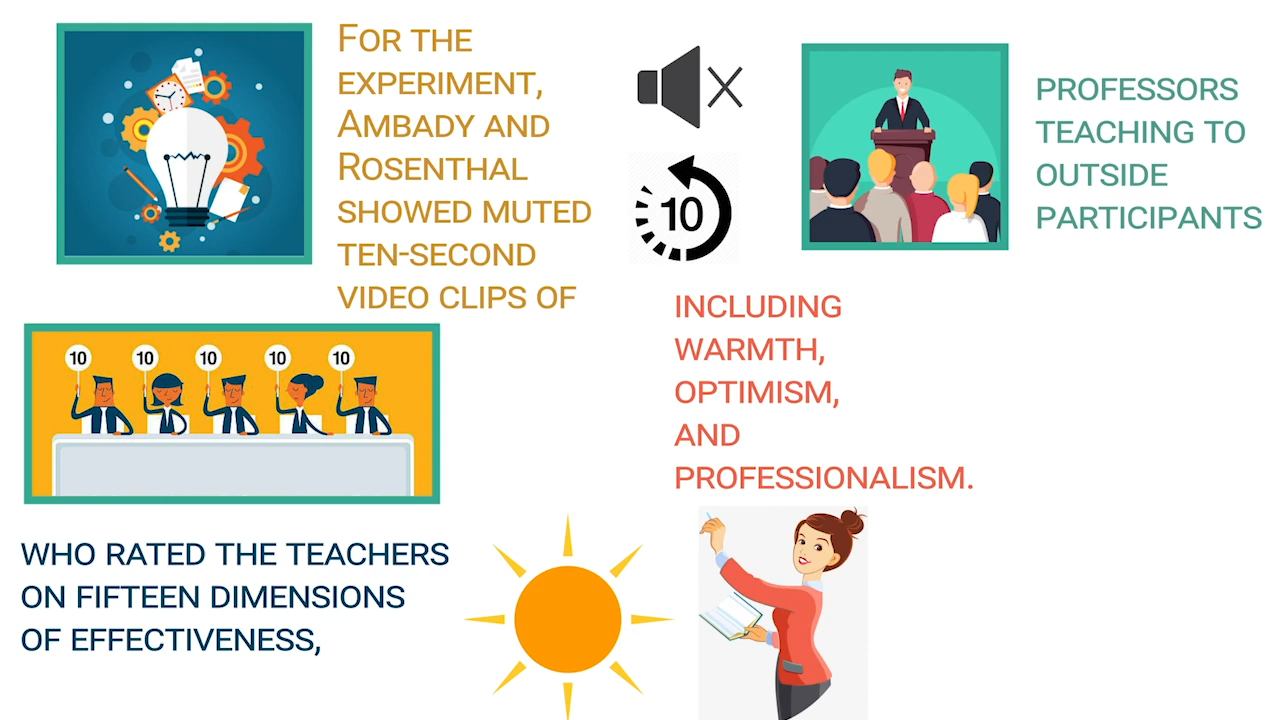 For the
experiment,
Ambady and
Rosenthal
showed muted
ten-second
video clips of
10
professors
teaching to
outside
participants
10 10 10 10 10
who rated the teachers
on fifteen dimensions
of effectiveness,
including
warmth,
optimism,
and
professionalism.